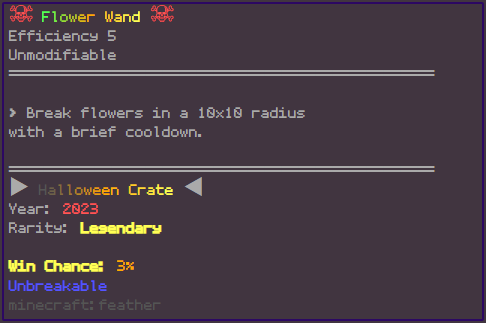 ☠ Flower Wand ☠
Efficiency 5
Unmodifiable
> Break flowers in a 10x10 radius
with a brief cooldown.
▶ Halloween Crate ◀
Year: 2023
Rarity: Legendary
Win Chance: 3%
Unbreakable
minecraft:feather